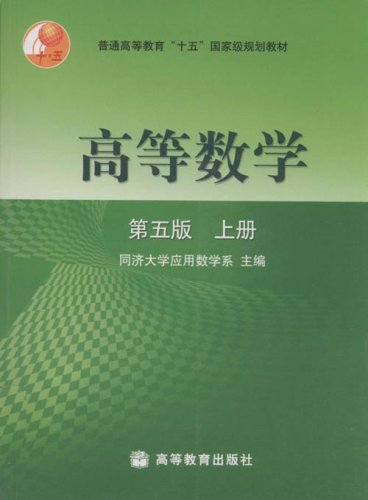 普通高等教育“十五”国家级规划教材
十·五
高等数学
第五版 上册
同济大学应用数学系 主编
高等教育出版社